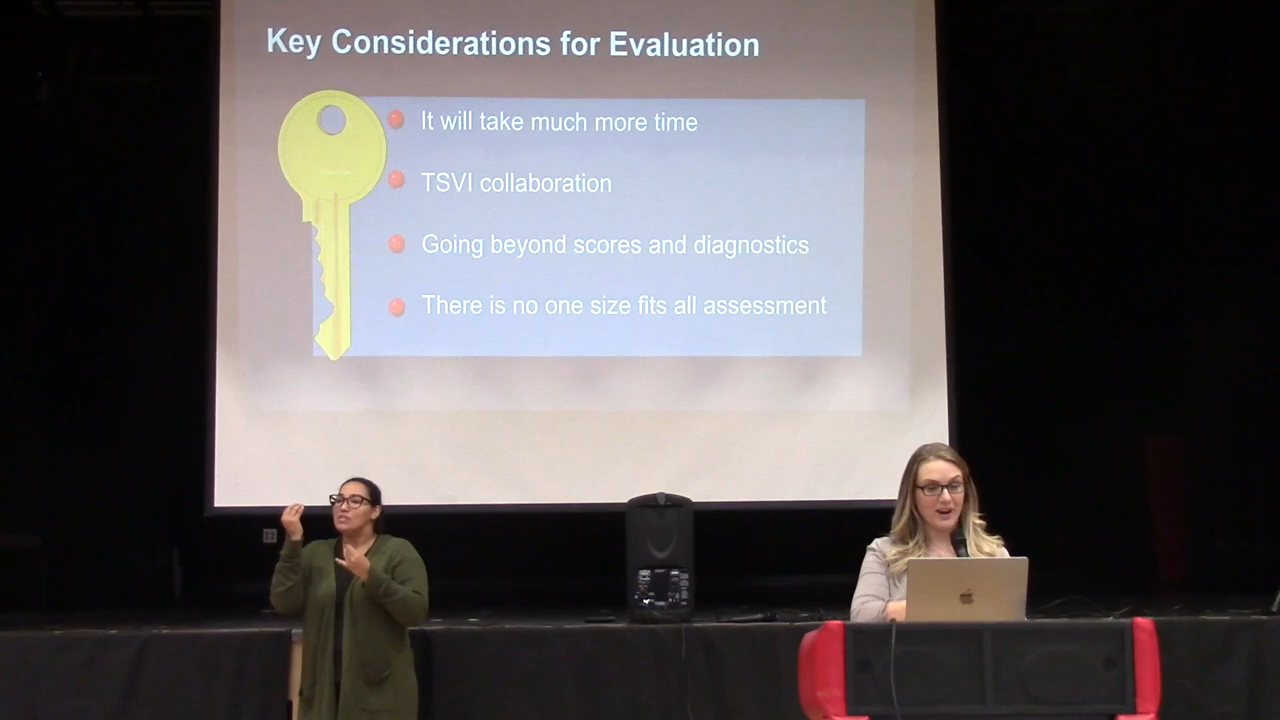 Key Considerations for Evaluation
It will take much more time
TSVI collaboration
Going beyond scores and diagnostics
There is no one size fits all assessment